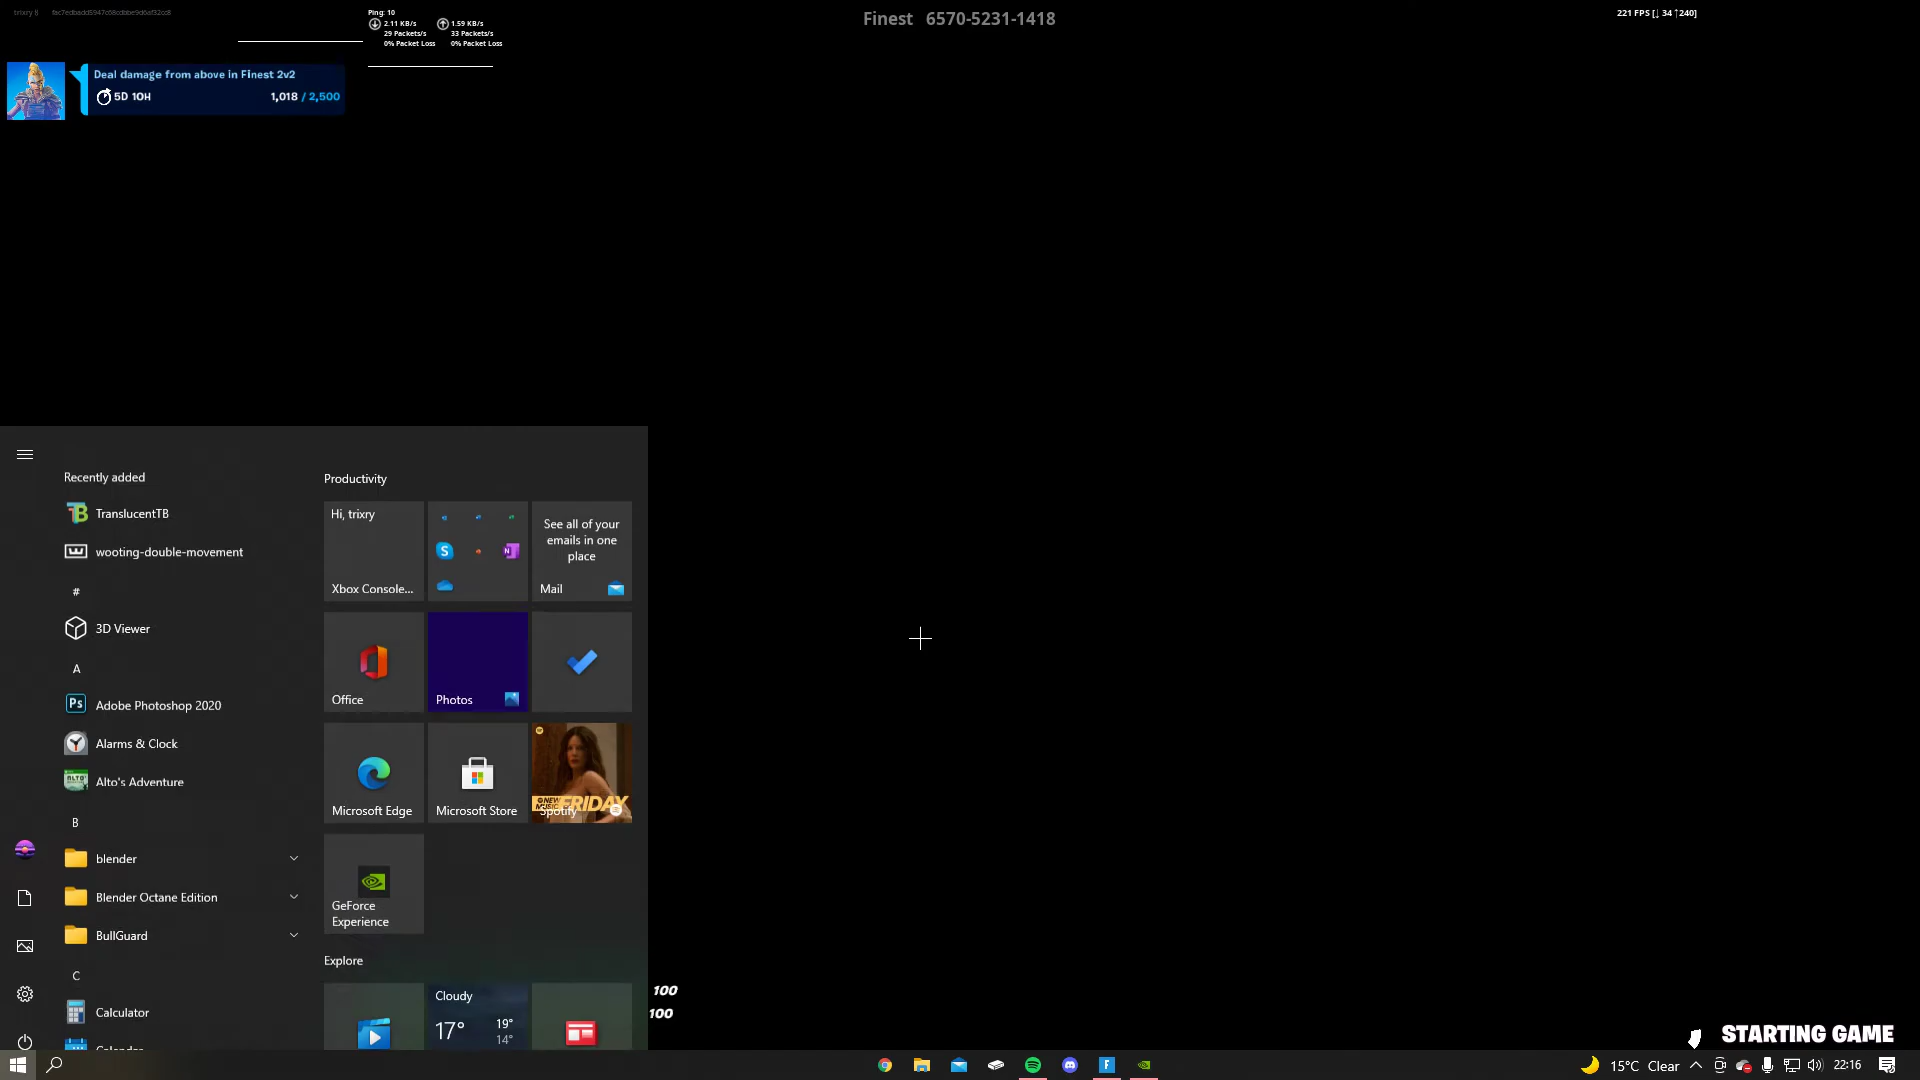 Ping: 10
2.11 KB/s
1.59 KB/s
29 Packets/s
33 Packets/s
0% Packet Loss
0% Packet Loss
Finest 6570-5231-1418
221 FPS [↓ 34 ↑240]
Deal damage from above in Finest 2v2
5D 10H
1,018 / 2,500
Recently added
TranslucentTB
wooting-double-movement
#
3D Viewer
A
Adobe Photoshop 2020
Alarms & Clock
Alto's Adventure
B
blender
Blender Octane Edition
BullGuard
C
Calculator
Calendar
Productivity
Hi, trixry
Xbox Console...
See all of your
emails in one
place
Mail
Office
Photos
Microsoft Edge
Microsoft Store
NEW
MUSIC
FRIDAY
Spotify
GeForce
Experience
Explore
Cloudy
17°
19°
14°
100
100
STARTING GAME
15°C Clear
22:16